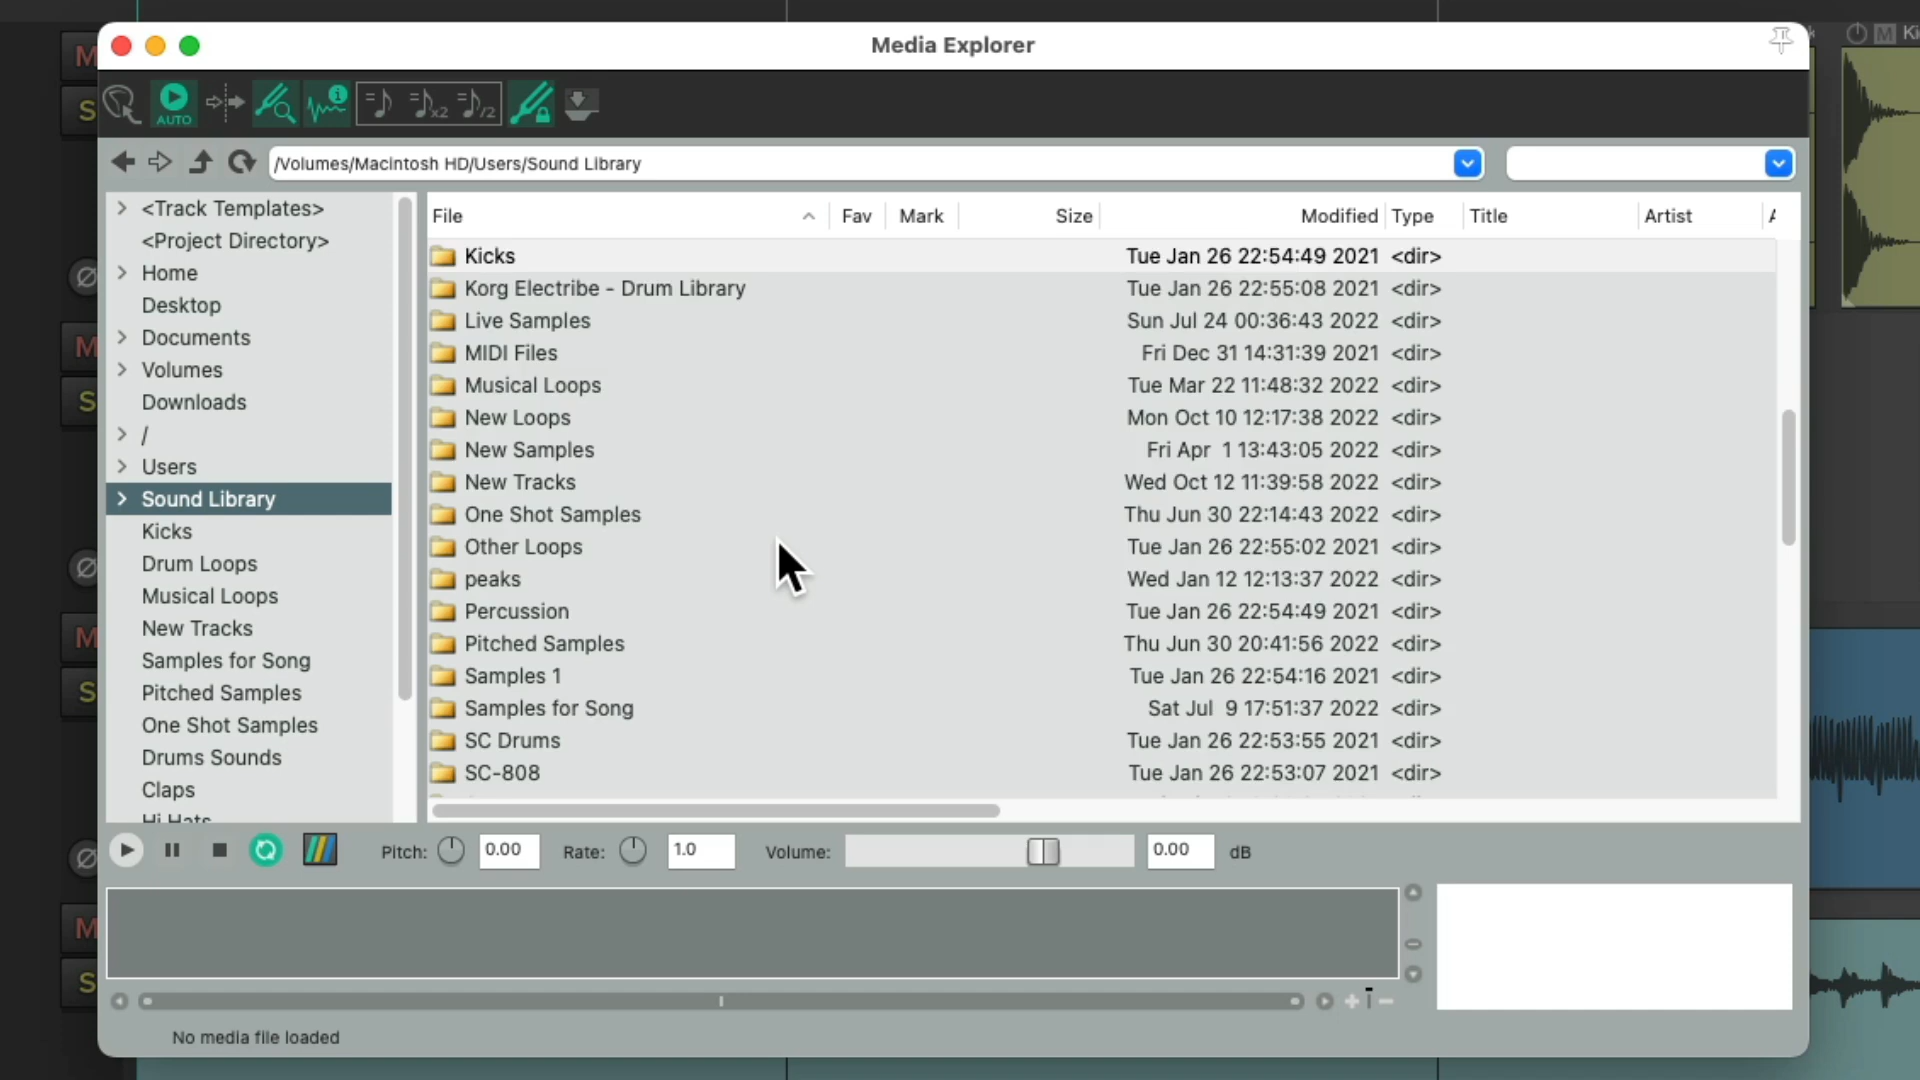 Media Explorer
M
Ki
AUTO
x2
/2
S
/Volumes/Macintosh HD/Users/Sound Library
<Track Templates>
<Project Directory>
Home
Desktop
Documents
Volumes
Downloads
/
Users
Sound Library
Kicks
Drum Loops
Musical Loops
New Tracks
Samples for Song
Pitched Samples
One Shot Samples
Drums Sounds
Claps
Hi Hats
File Fav Mark Size Modified Type Title Artist
Kicks Tue Jan 26 22:54:49 2021 <dir>
Korg Electribe - Drum Library Tue Jan 26 22:55:08 2021 <dir>
Live Samples Sun Jul 24 00:36:43 2022 <dir>
MIDI Files Fri Dec 31 14:31:39 2021 <dir>
Musical Loops Tue Mar 22 11:48:32 2022 <dir>
New Loops Mon Oct 10 12:17:38 2022 <dir>
New Samples Fri Apr 1 13:43:05 2022 <dir>
New Tracks Wed Oct 12 11:39:58 2022 <dir>
One Shot Samples Thu Jun 30 22:14:43 2022 <dir>
Other Loops Tue Jan 26 22:55:02 2021 <dir>
peaks Wed Jan 12 12:13:37 2022 <dir>
Percussion Tue Jan 26 22:54:49 2021 <dir>
Pitched Samples Thu Jun 30 20:41:56 2022 <dir>
Samples 1 Tue Jan 26 22:54:16 2021 <dir>
Samples for Song Sat Jul 9 17:51:37 2022 <dir>
SC Drums Tue Jan 26 22:53:55 2021 <dir>
SC-808 Tue Jan 26 22:53:07 2021 <dir>
M
S
M
S
M
S
Pitch: 0.00 Rate: 1.0 Volume: 0.00 dB
No media file loaded